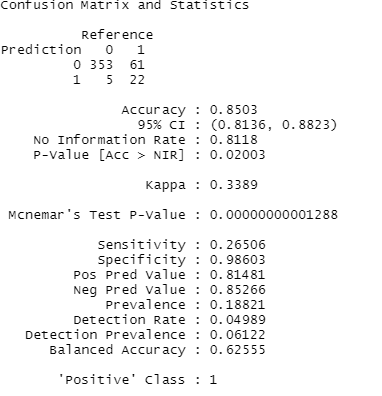 Confusion Matrix and Statistics
Reference
Prediction 0 1
0 353 61
1 5 22
Accuracy : 0.8503
95% CI : (0.8136, 0.8823)
No Information Rate : 0.8118
P-Value [Acc > NIR] : 0.02003
Kappa : 0.3389
Mcnemar's Test P-Value : 0.00000000001288
Sensitivity : 0.26506
Specificity : 0.98603
Pos Pred Value : 0.81481
Neg Pred Value : 0.85266
Prevalence : 0.18821
Detection Rate : 0.04989
Detection Prevalence : 0.06122
Balanced Accuracy : 0.62555
'Positive' Class : 1